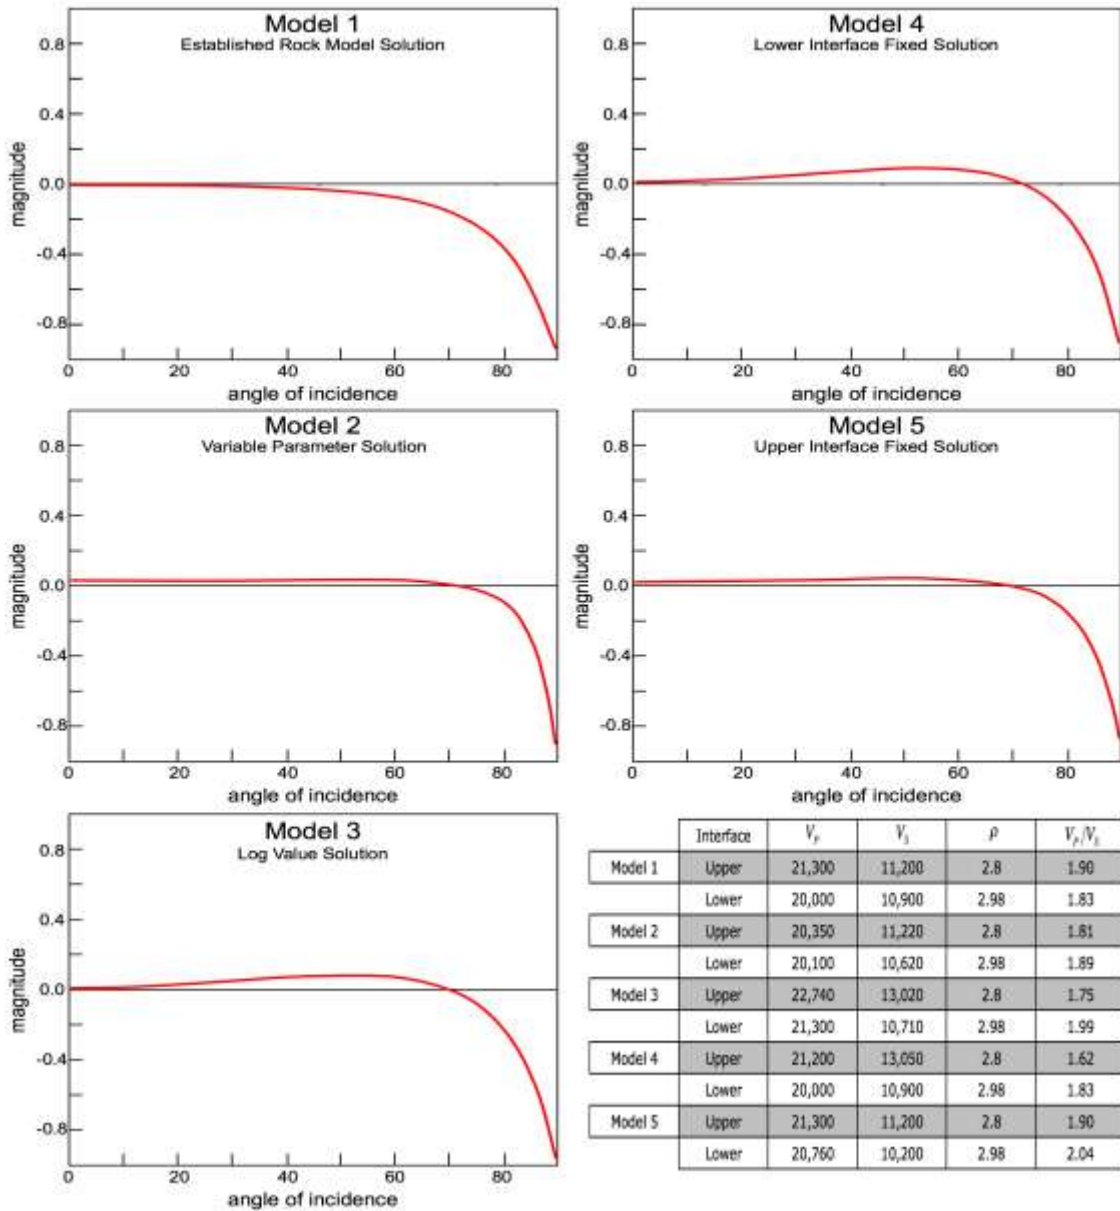 Model 1
Established Rock Model Solution
0.8
0.4
0.0
-0.4
-0.8
magnitude
0 20 40 60 80
angle of incidence
Model 4
Lower Interface Fixed Solution
0.8
0.4
0.0
-0.4
-0.8
magnitude
0 20 40 60 80
angle of incidence
Model 2
Variable Parameter Solution
0.8
0.4
0.0
-0.4
-0.8
magnitude
0 20 40 60 80
angle of incidence
Model 5
Upper Interface Fixed Solution
0.8
0.4
0.0
-0.4
-0.8
magnitude
0 20 40 60 80
angle of incidence
Model 3
Log Value Solution
0.8
0.4
0.0
-0.4
-0.8
magnitude
0 20 40 60 80
angle of incidence
Interface V_P V_S ρ V_P/V_S
Model 1 Upper 21,300 11,200 2.8 1.90
Lower 20,000 10,900 2.98 1.83
Model 2 Upper 20,350 11,220 2.8 1.81
Lower 20,100 10,620 2.98 1.89
Model 3 Upper 22,740 13,020 2.8 1.75
Lower 21,300 10,710 2.98 1.99
Model 4 Upper 21,200 13,050 2.8 1.62
Lower 20,000 10,900 2.98 1.83
Model 5 Upper 21,300 11,200 2.8 1.90
Lower 20,760 10,200 2.98 2.04